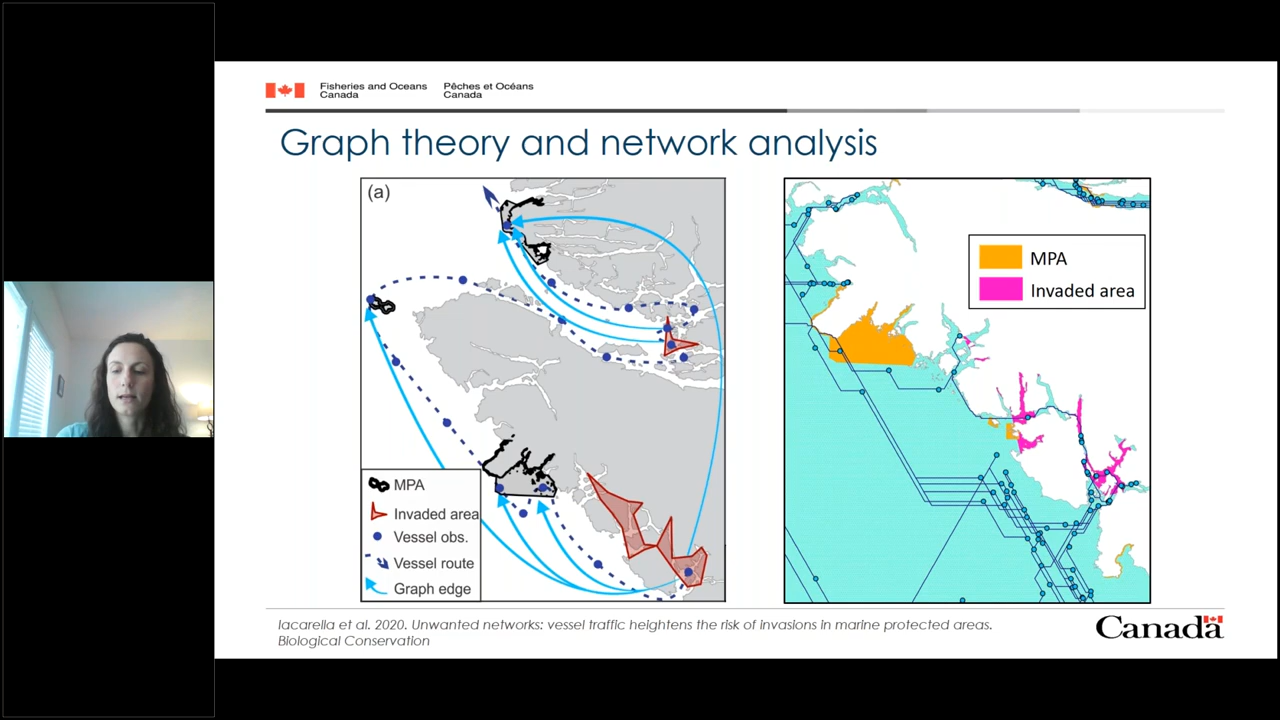 Fisheries and Oceans Pêches et Océans
Canada Canada
Graph theory and network analysis
(a)
MPA
Invaded area
Vessel obs.
Vessel route
Graph edge
MPA
Invaded area
Iacarella et al. 2020. Unwanted networks: vessel traffic heightens the risk of invasions in marine protected areas.
Biological Conservation
Canada